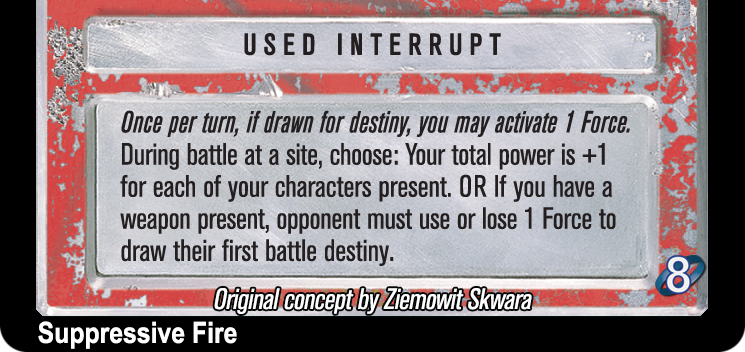 USED INTERRUPT
Once per turn, if drawn for destiny, you may activate 1 Force.
During battle at a site, choose: Your total power is +1
for each of your characters present. OR If you have a
weapon present, opponent must use or lose 1 Force to
draw their first battle destiny.
8
Original concept by Ziemowit Skwara
Suppressive Fire